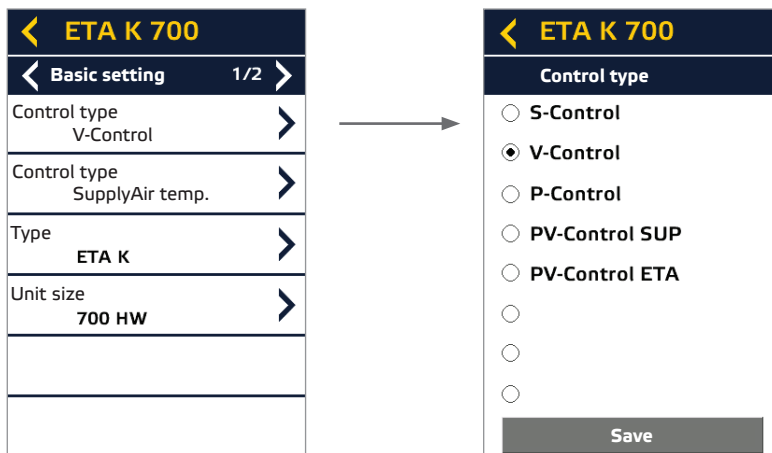 ETA K 700
Basic setting 1/2
Control type
V-Control
Control type
SupplyAir temp.
Type
ETA K
Unit size
700 HW
ETA K 700
Control type
S-Control
V-Control
P-Control
PV-Control SUP
PV-Control ETA
Save